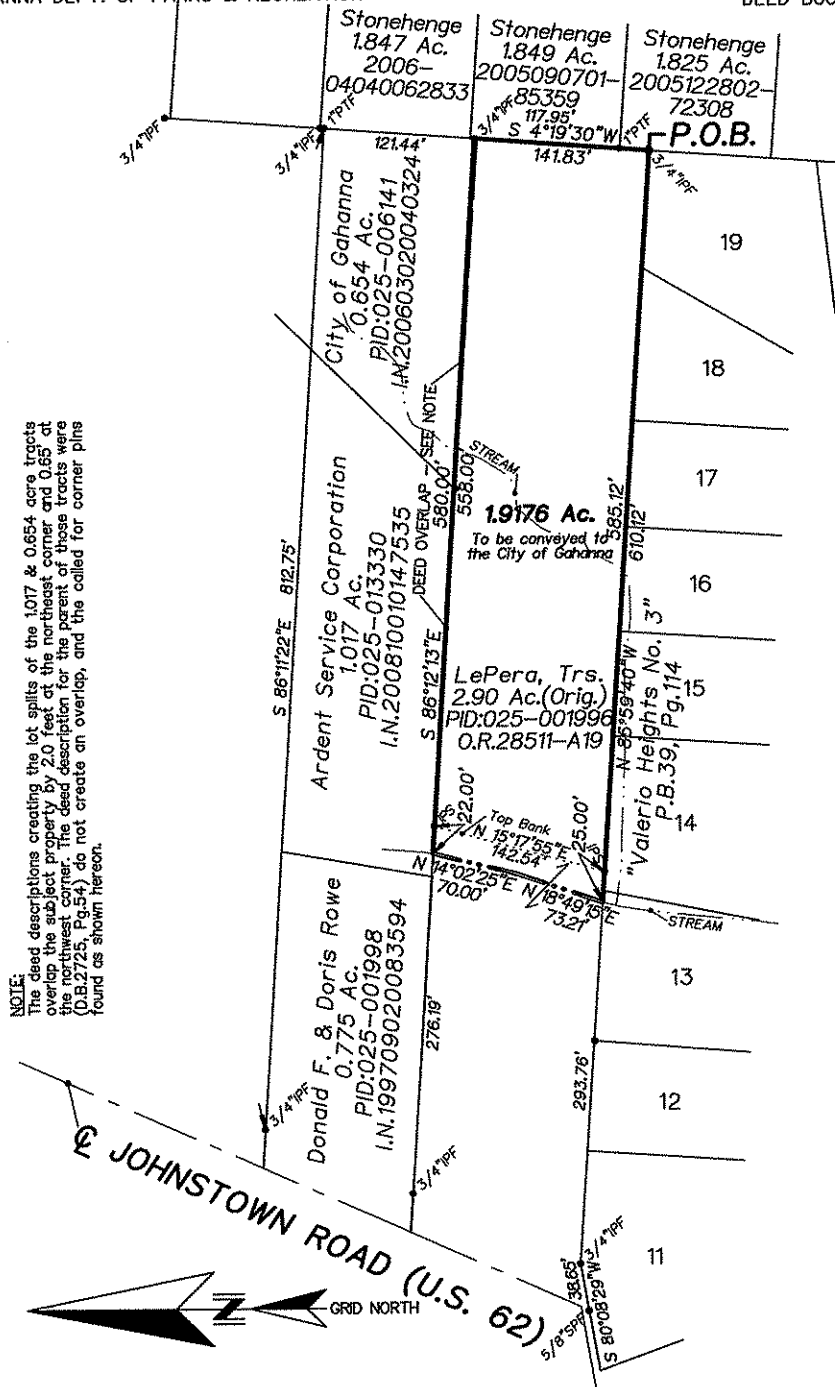 Stonehenge
1.847 Ac.
2006-
04040062833
Stonehenge
1.849 Ac.
2005090701-
85359
117.95'
Stonehenge
1.825 Ac.
2005122802-
72308
3/4"IPF
3/4"IPF
1"PTF
121.44'
3/4"IPF
S 4°19'30"W
141.83'
1"PTF
P.O.B.
3/4"IPF
City of Gahanna
0.654 Ac.
PID:025-006141
I.N.200603020040324
19
18
17
16
15
14
13
12
11
DEED OVERLAP - SEE NOTE
STREAM
580.00'
558.00'
S 86°12'13"E
1.9176 Ac.
To be conveyed to
the City of Gahanna
585.12'
610.12'
N 85°59'40"W
"Valerio Heights No. 3"
P.B.39, Pg.114
Ardent Service Corporation
1.017 Ac.
PID:025-013330
I.N.200810010147535
S 86°11'22"E 812.75'
LePera, Trs.
2.90 Ac.(Orig.)
PID:025-001996
O.R.28511-A19
22.00'
Top Bank
N 15°17'55"E
142.54'
25.00'
N 14°02'25"E
70.00'
N 18°49'15"E
73.21'
STREAM
NOTE:
The deed descriptions creating the lot splits of the 1.017 & 0.654 acre tracts
overlap the subject property by 2.0 feet at the northeast corner and 0.65' at
the northwest corner. The deed description for the parent of those tracts were
(D.B.2725, Pg.54) do not create an overlap, and the called for corner pins
found as shown hereon.
Donald F. & Doris Rowe
0.775 Ac.
PID:025-001998
I.N.199709020083594
276.19'
293.76'
3/4"IPF
3/4"IPF
3/4"IPF
℄ JOHNSTOWN ROAD (U.S. 62)
38.65'
S 80°08'29"W
5/8"SPF
N
GRID NORTH